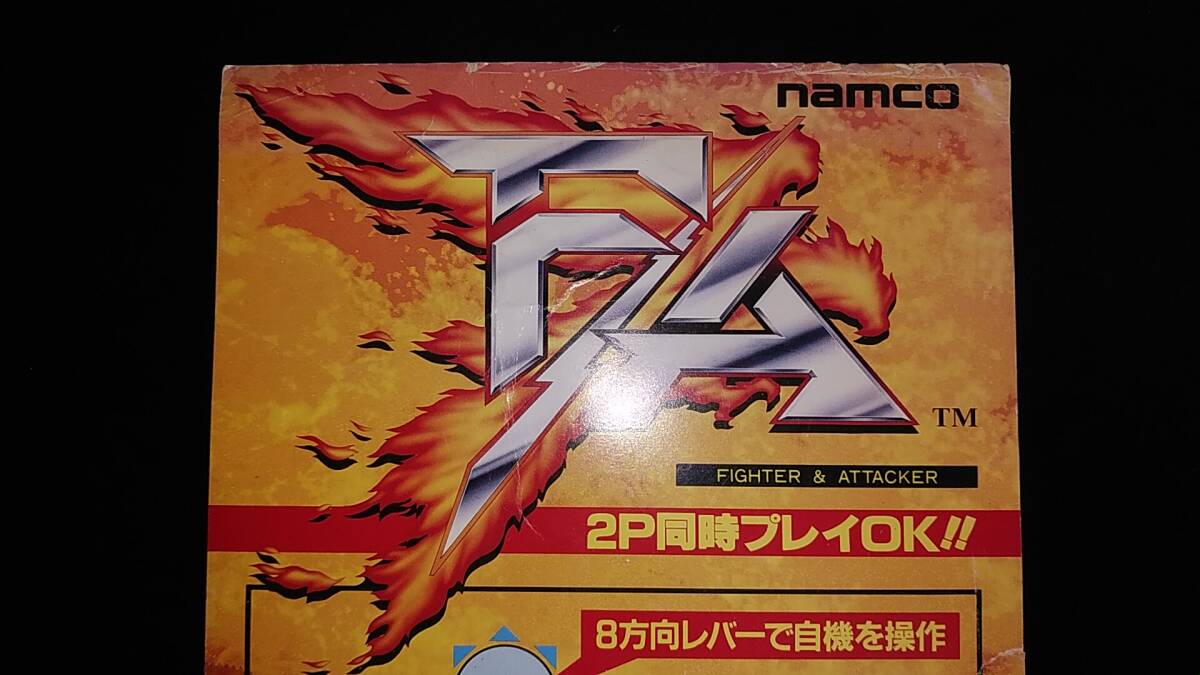 namco
F/A
TM
FIGHTER & ATTACKER
2P同時プレイOK!!
8方向レバーで自機を操作